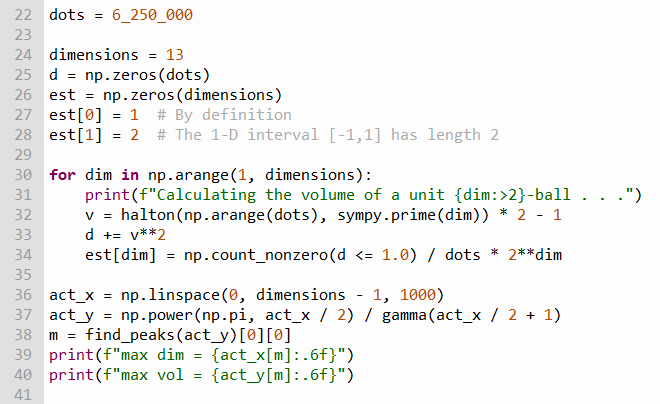 22 dots = 6_250_000
23
24 dimensions = 13
25 d = np.zeros(dots)
26 est = np.zeros(dimensions)
27 est[0] = 1  # By definition
28 est[1] = 2  # The 1-D interval [-1,1] has length 2
29
30 for dim in np.arange(1, dimensions):
31     print(f"Calculating the volume of a unit {dim:>2}-ball . . .")
32     v = halton(np.arange(dots), sympy.prime(dim)) * 2 - 1
33     d += v**2
34     est[dim] = np.count_nonzero(d <= 1.0) / dots * 2**dim
35
36 act_x = np.linspace(0, dimensions - 1, 1000)
37 act_y = np.power(np.pi, act_x / 2) / gamma(act_x / 2 + 1)
38 m = find_peaks(act_y)[0][0]
39 print(f"max dim = {act_x[m]:.6f}")
40 print(f"max vol = {act_y[m]:.6f}")
41